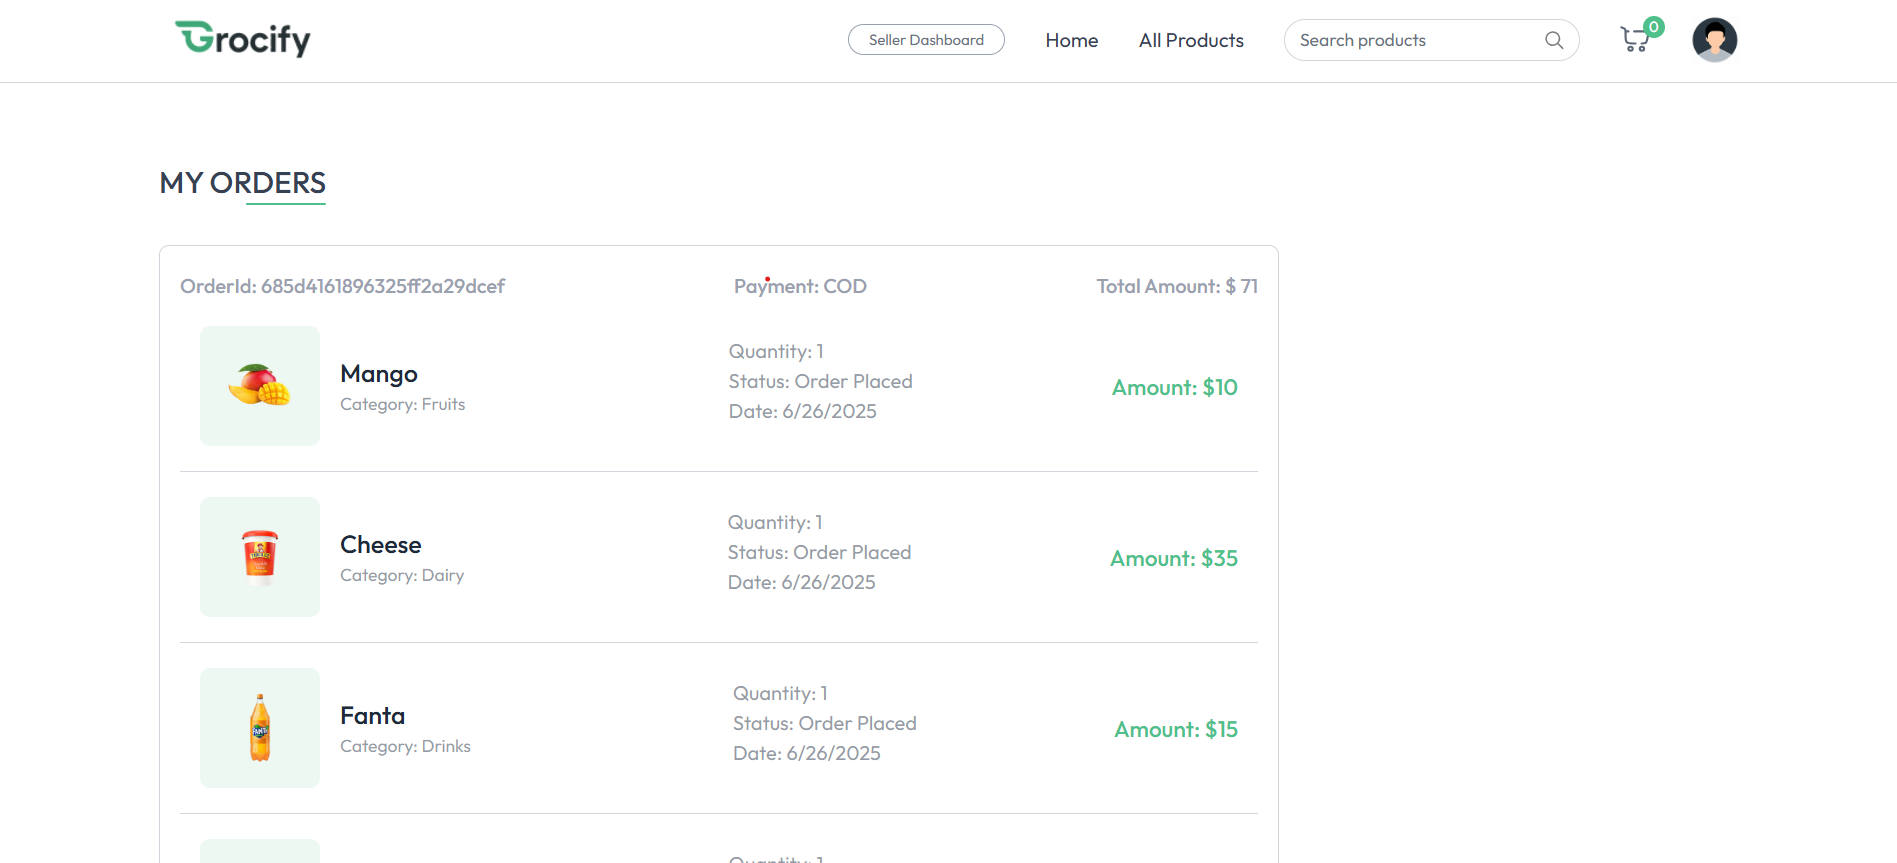 Grocify
Seller Dashboard
Home
All Products
Search products
0
MY ORDERS
OrderId: 685d4161896325ff2a29dcef
Payment: COD
Total Amount: $ 71
Mango
Category: Fruits
Quantity: 1
Status: Order Placed
Date: 6/26/2025
Amount: $10
Cheese
Category: Dairy
Quantity: 1
Status: Order Placed
Date: 6/26/2025
Amount: $35
FANTA
Fanta
Category: Drinks
Quantity: 1
Status: Order Placed
Date: 6/26/2025
Amount: $15
Quantity: 1